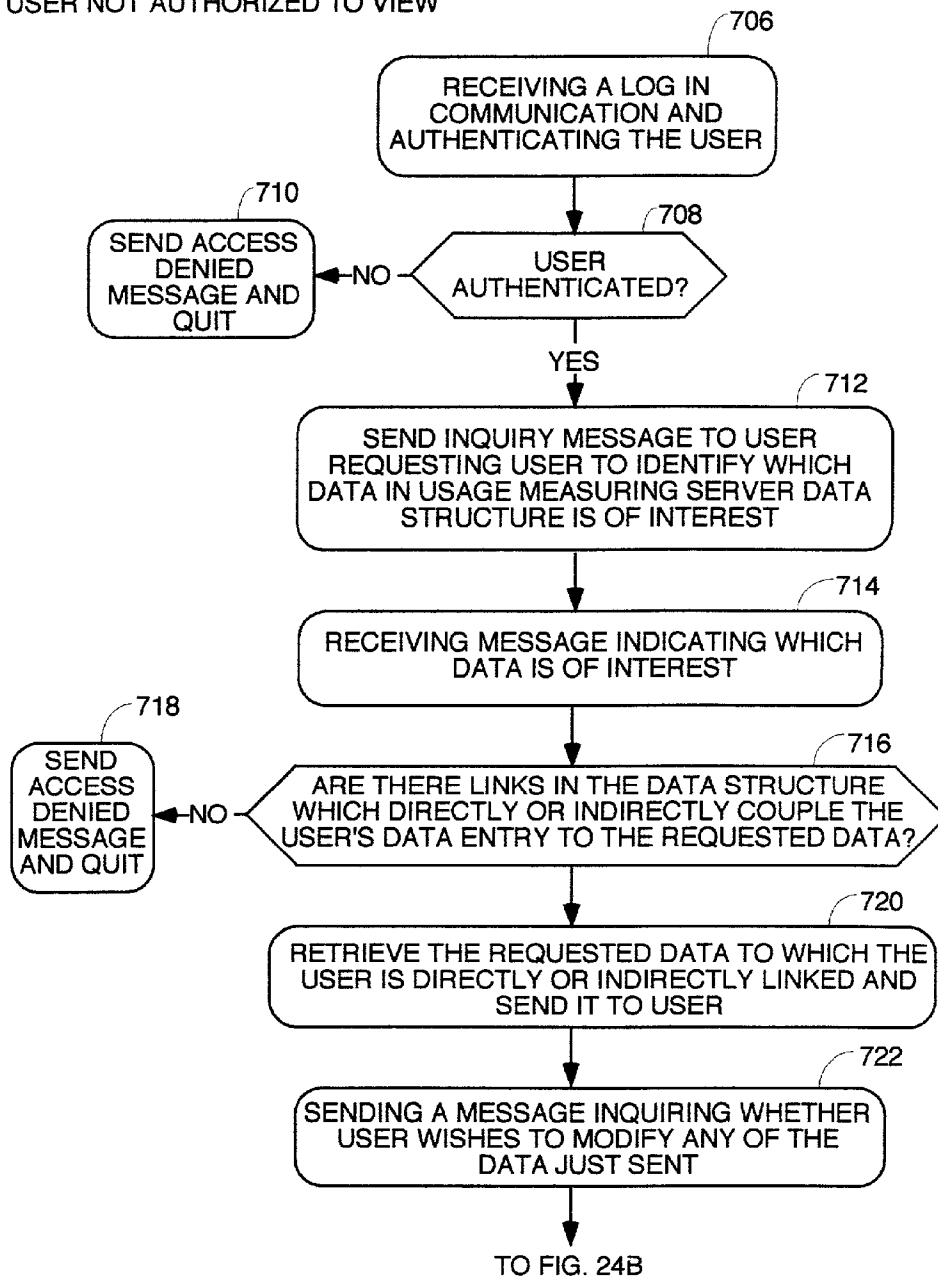 USER NOT AUTHORIZED TO VIEW
706
RECEIVING A LOG IN
COMMUNICATION AND
AUTHENTICATING THE USER
710
SEND ACCESS
DENIED
MESSAGE AND
QUIT
NO
708
USER
AUTHENTICATED?
YES
712
SEND INQUIRY MESSAGE TO USER
REQUESTING USER TO IDENTIFY WHICH
DATA IN USAGE MEASURING SERVER DATA
STRUCTURE IS OF INTEREST
714
RECEIVING MESSAGE INDICATING WHICH
DATA IS OF INTEREST
718
SEND
ACCESS
DENIED
MESSAGE
AND QUIT
NO
716
ARE THERE LINKS IN THE DATA STRUCTURE
WHICH DIRECTLY OR INDIRECTLY COUPLE THE
USER'S DATA ENTRY TO THE REQUESTED DATA?
720
RETRIEVE THE REQUESTED DATA TO WHICH THE
USER IS DIRECTLY OR INDIRECTLY LINKED AND
SEND IT TO USER
722
SENDING A MESSAGE INQUIRING WHETHER
USER WISHES TO MODIFY ANY OF THE
DATA JUST SENT
TO FIG. 24B